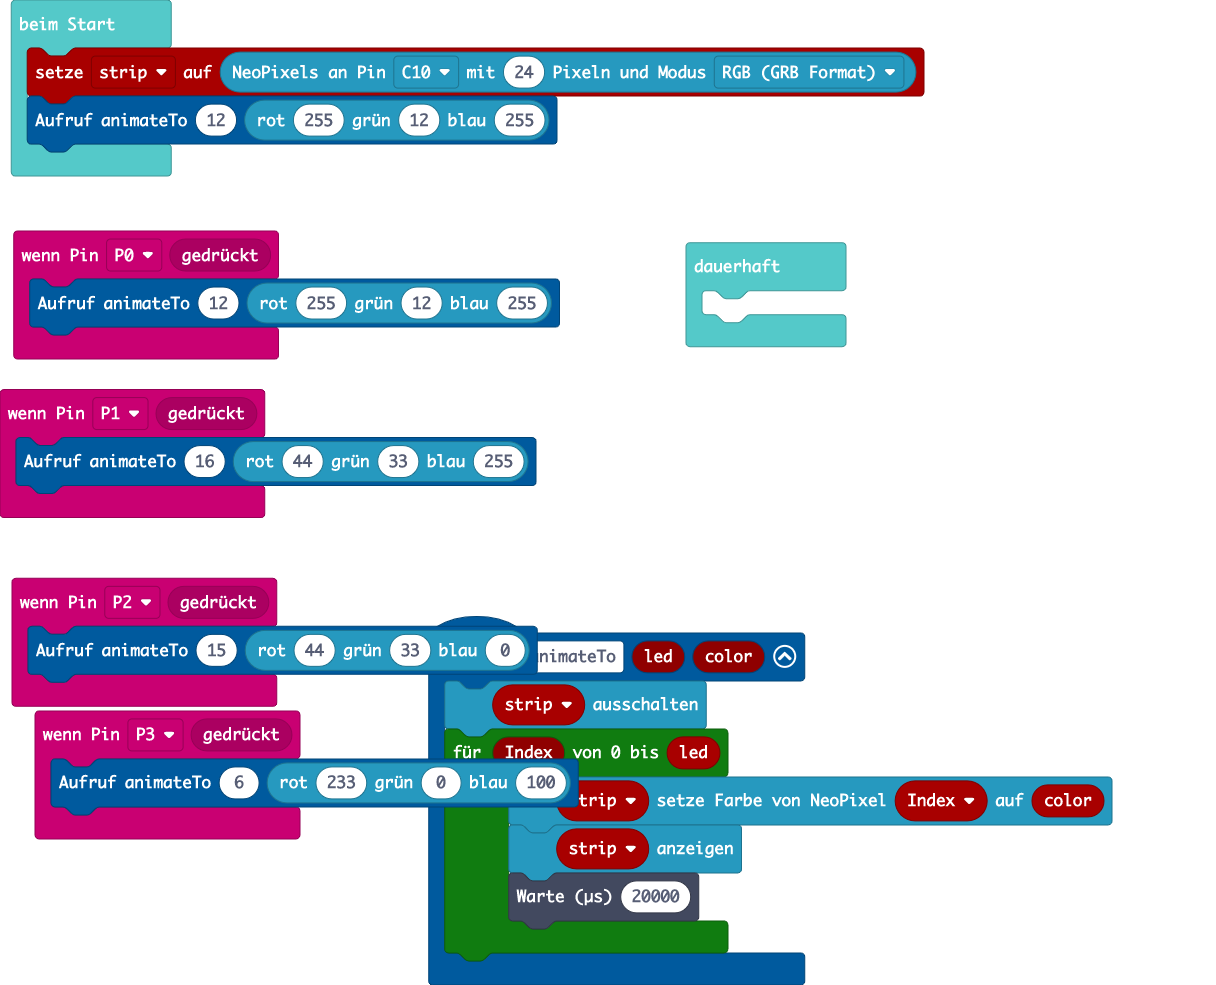 beim Start
setze strip auf NeoPixels an Pin C10 mit 24 Pixeln und Modus RGB (GRB Format)
Aufruf animateTo 12 rot 255 grün 12 blau 255
wenn Pin P0 gedrückt
Aufruf animateTo 12 rot 255 grün 12 blau 255
dauerhaft
wenn Pin P1 gedrückt
Aufruf animateTo 16 rot 44 grün 33 blau 255
wenn Pin P2 gedrückt
Aufruf animateTo 15 rot 44 grün 33 blau 0
nimateTo led color
strip ausschalten
wenn Pin P3 gedrückt
für Index von 0 bis led
Aufruf animateTo 6 rot 233 grün 0 blau 100
trip setze Farbe von NeoPixel Index auf color
strip anzeigen
Warte (µs) 20000